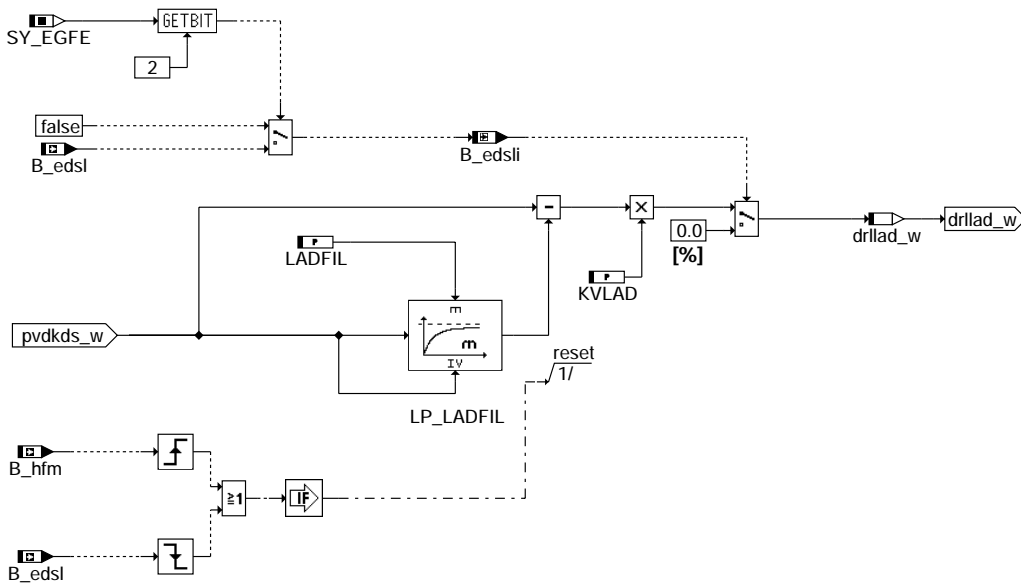 GETBIT
SY_EGFE
2
false
B_edsl
B_edsli
-
×
LADFIL
P
0.0
[%]
drllad_w
drllad_w
P
KVLAD
m
pvdkds_w
m
IV
reset
1/
LP_LADFIL
B_hfm
≥1
IF
B_edsl